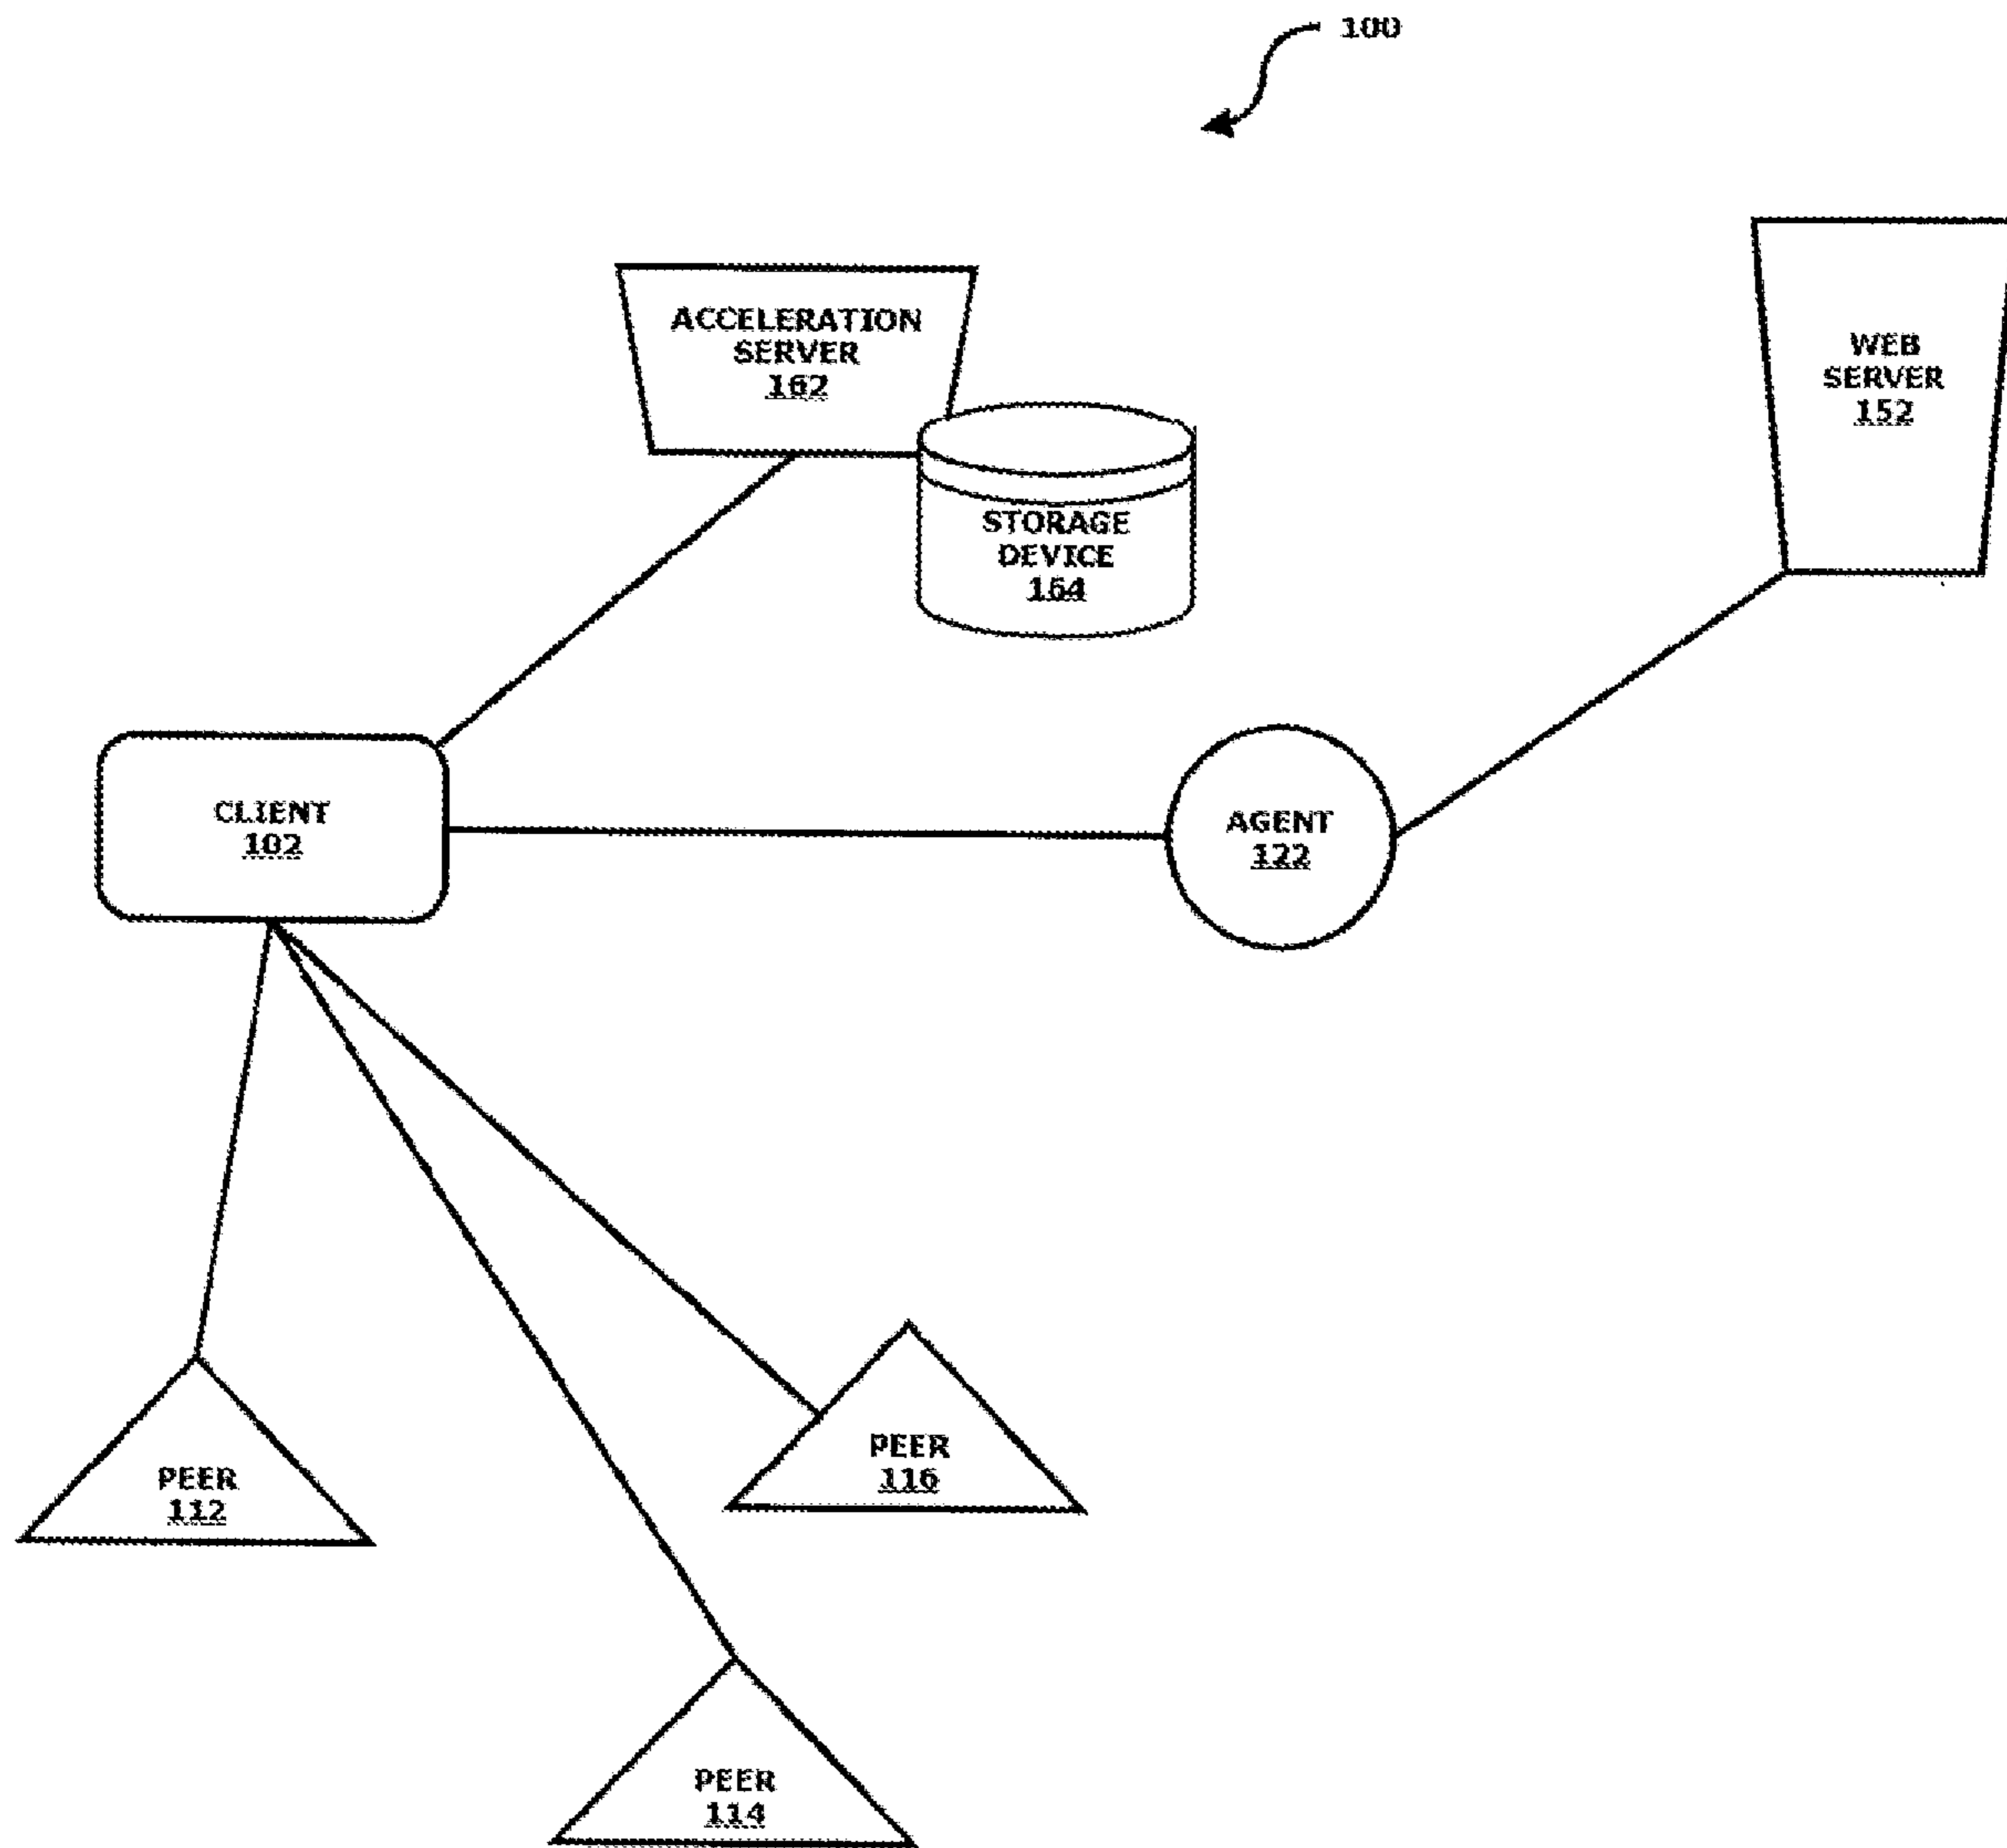 100
ACCELERATION
SERVER
162
WEB
SERVER
152
STORAGE
DEVICE
164
CLIENT
102
AGENT
122
PEER
116
PEER
112
PEER
114